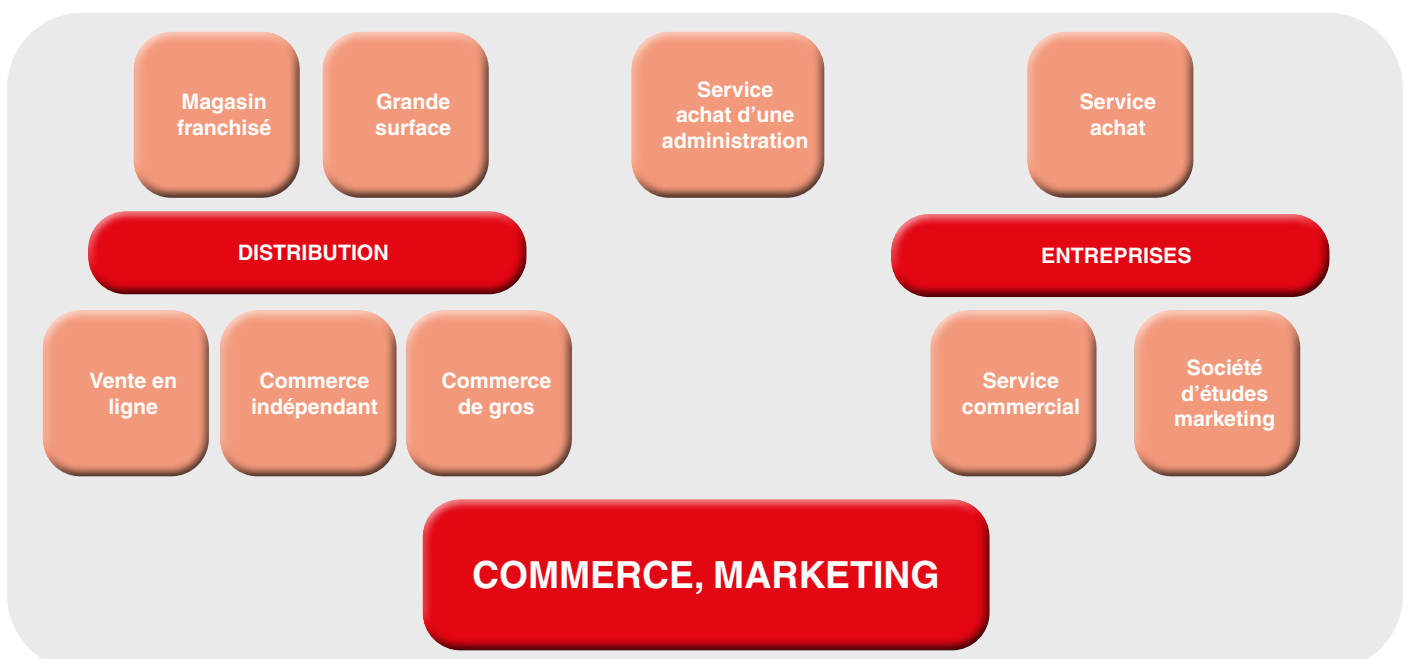 Magasin
franchisé
Grande
surface
Service
achat d’une
administration
Service
achat
DISTRIBUTION
ENTREPRISES
Vente en
ligne
Commerce
indépendant
Commerce
de gros
Service
commercial
Société
d’études
marketing
COMMERCE, MARKETING